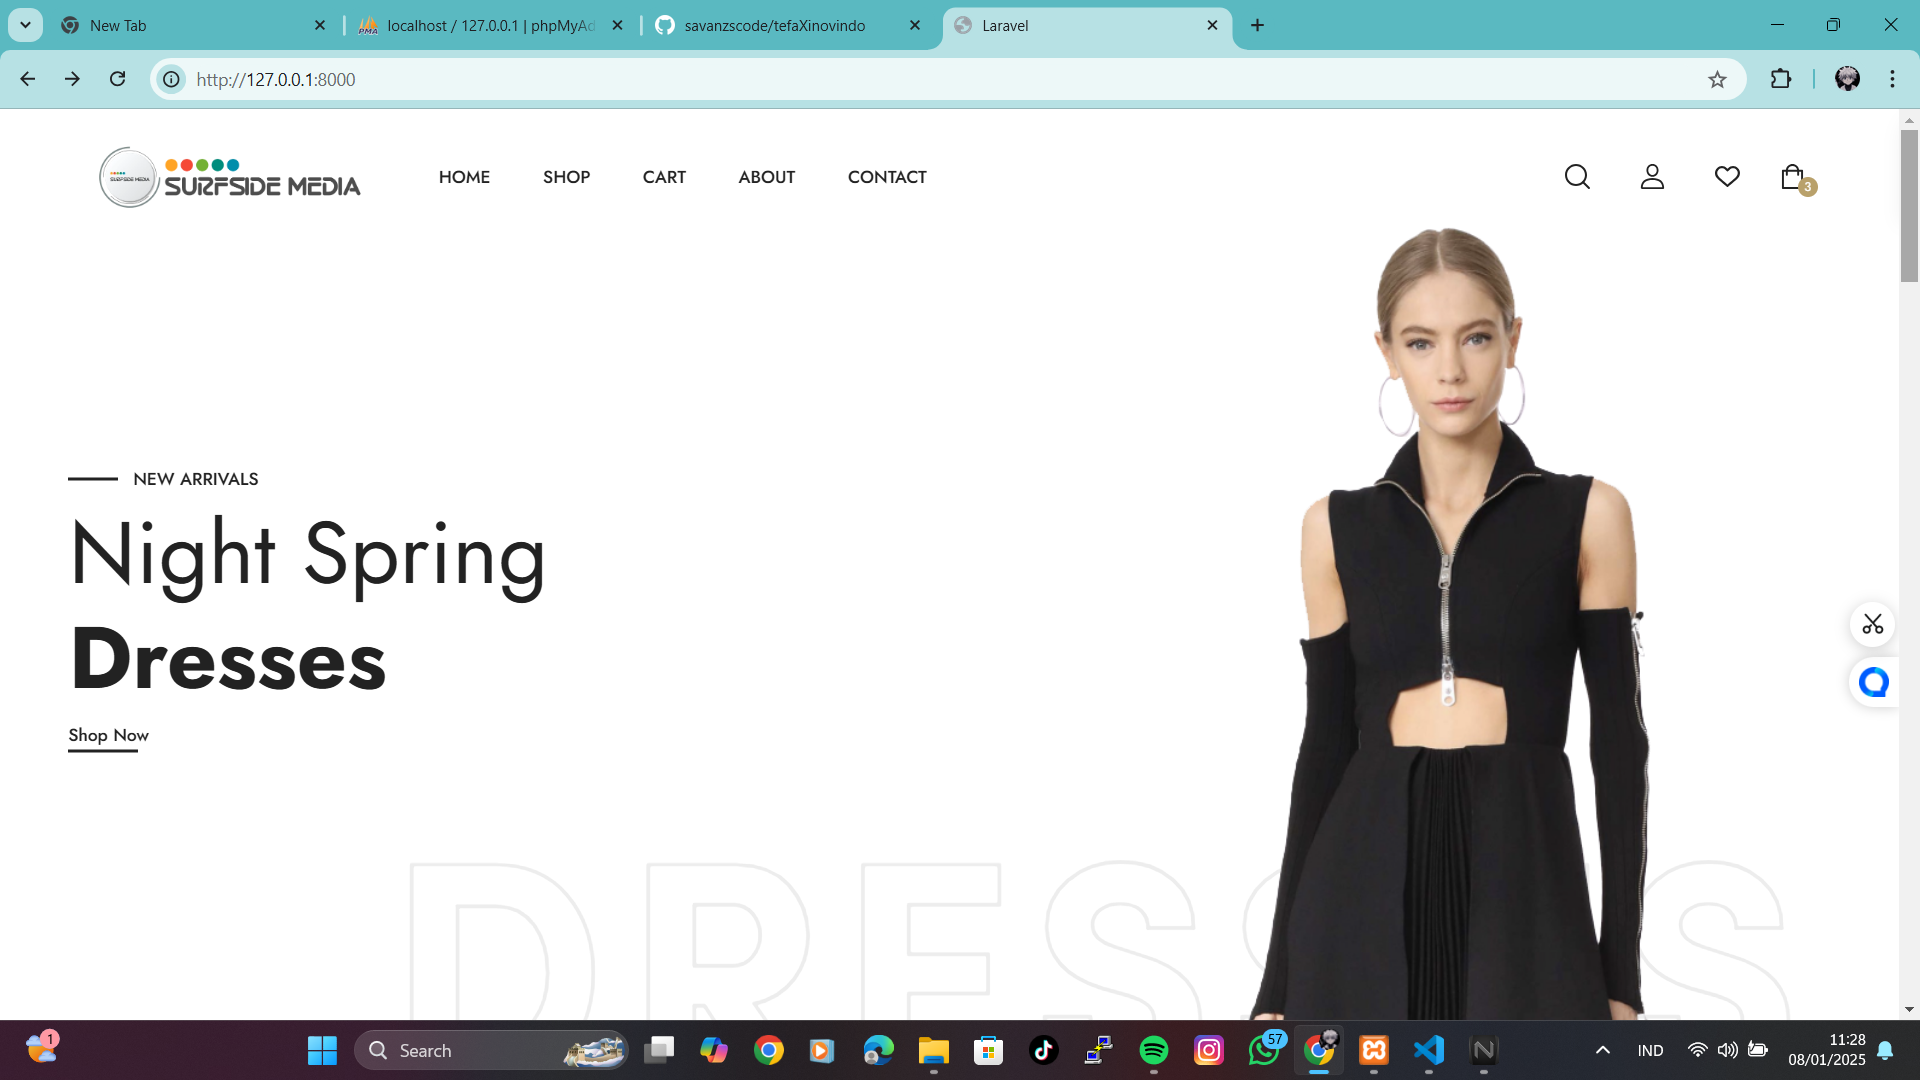 New Tab
localhost / 127.0.0.1 | phpMyAd
savanzscode/tefaXinovindo
Laravel
http://127.0.0.1:8000
SURFSIDE MEDIA
SURFSIDE MEDIA
HOME
SHOP
CART
ABOUT
CONTACT
3
NEW ARRIVALS
Night Spring
Dresses
Shop Now
DRESSES
1
Search
57
IND
11:28
08/01/2025